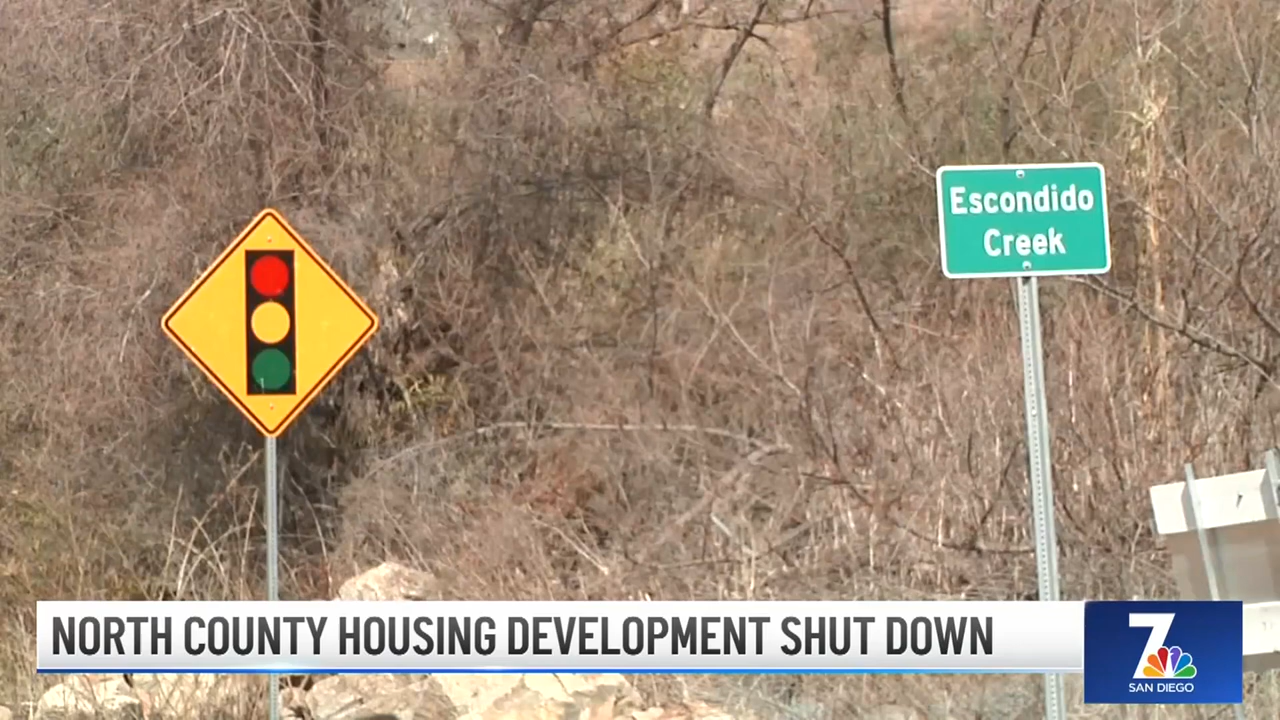 Escondido
Creek
NORTH COUNTY HOUSING DEVELOPMENT SHUT DOWN
7
SAN DIEGO